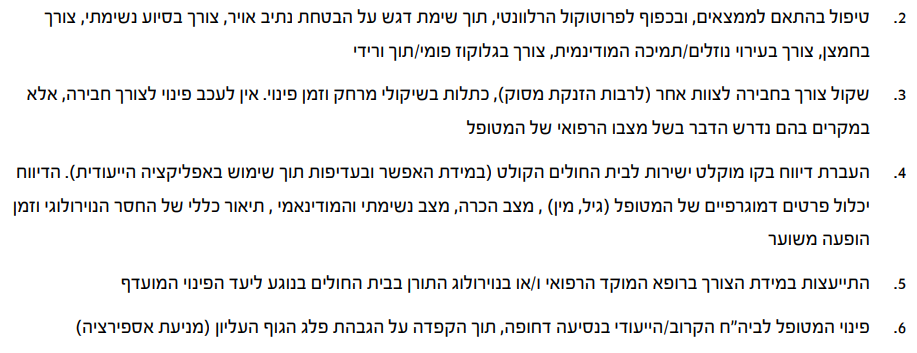 2. טיפול בהתאם לממצאים, ובכפוף לפרוטוקול הרלוונטי, תוך שימת דגש על הבטחת נתיב אויר, צורך בסיוע נשימתי, צורך
בחמצן, צורך בעירוי נוזלים/תמיכה המודינמית, צורך בגלוקוז פומי/תוך ורידי
3. שקול צורך בחבירה לצוות אחר (לרבות הזנקת מסוק), כתלות בשיקולי מרחק וזמן פינוי. אין לעכב פינוי לצורך חבירה, אלא
במקרים בהם נדרש הדבר בשל מצבו הרפואי של המטופל
4. העברת דיווח בקו מוקלט ישירות לבית החולים הקולט (במידת האפשר ובעדיפות תוך שימוש באפליקציה הייעודית). הדיווח
יכלול פרטים דמוגרפיים של המטופל (גיל, מין) , מצב הכרה, מצב נשימתי והמודינאמי , תיאור כללי של החסר הנוירולוגי וזמן
הופעה משוער
5. התייעצות במידת הצורך ברופא המוקד הרפואי ו/או בנוירולוג התורן בבית החולים בנוגע ליעד הפינוי המועדף
6. פינוי המטופל לביה"ח הקרוב/הייעודי בנסיעה דחופה, תוך הקפדה על הגבהת פלג הגוף העליון (מניעת אספירציה)